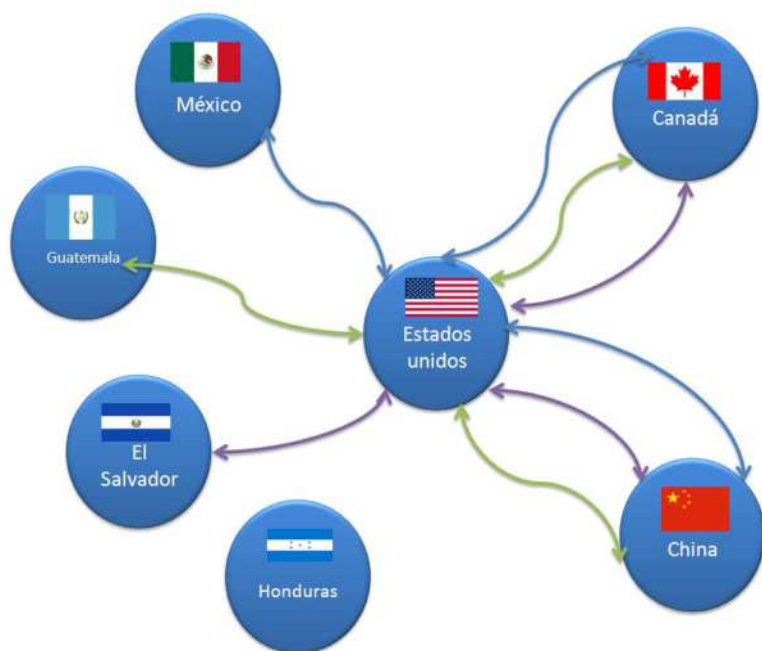 México
Canadá
Guatemala
Estados
unidos
El
Salvador
China
Honduras